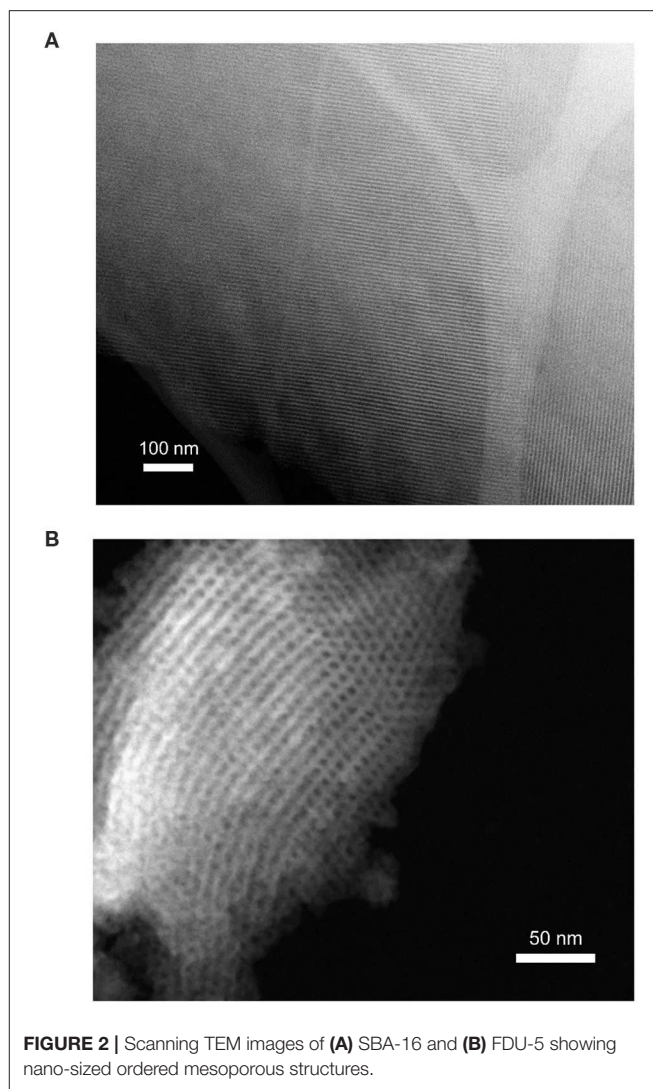 A
100 nm
B
50 nm
FIGURE 2 | Scanning TEM images of (A) SBA-16 and (B) FDU-5 showing
nano-sized ordered mesoporous structures.